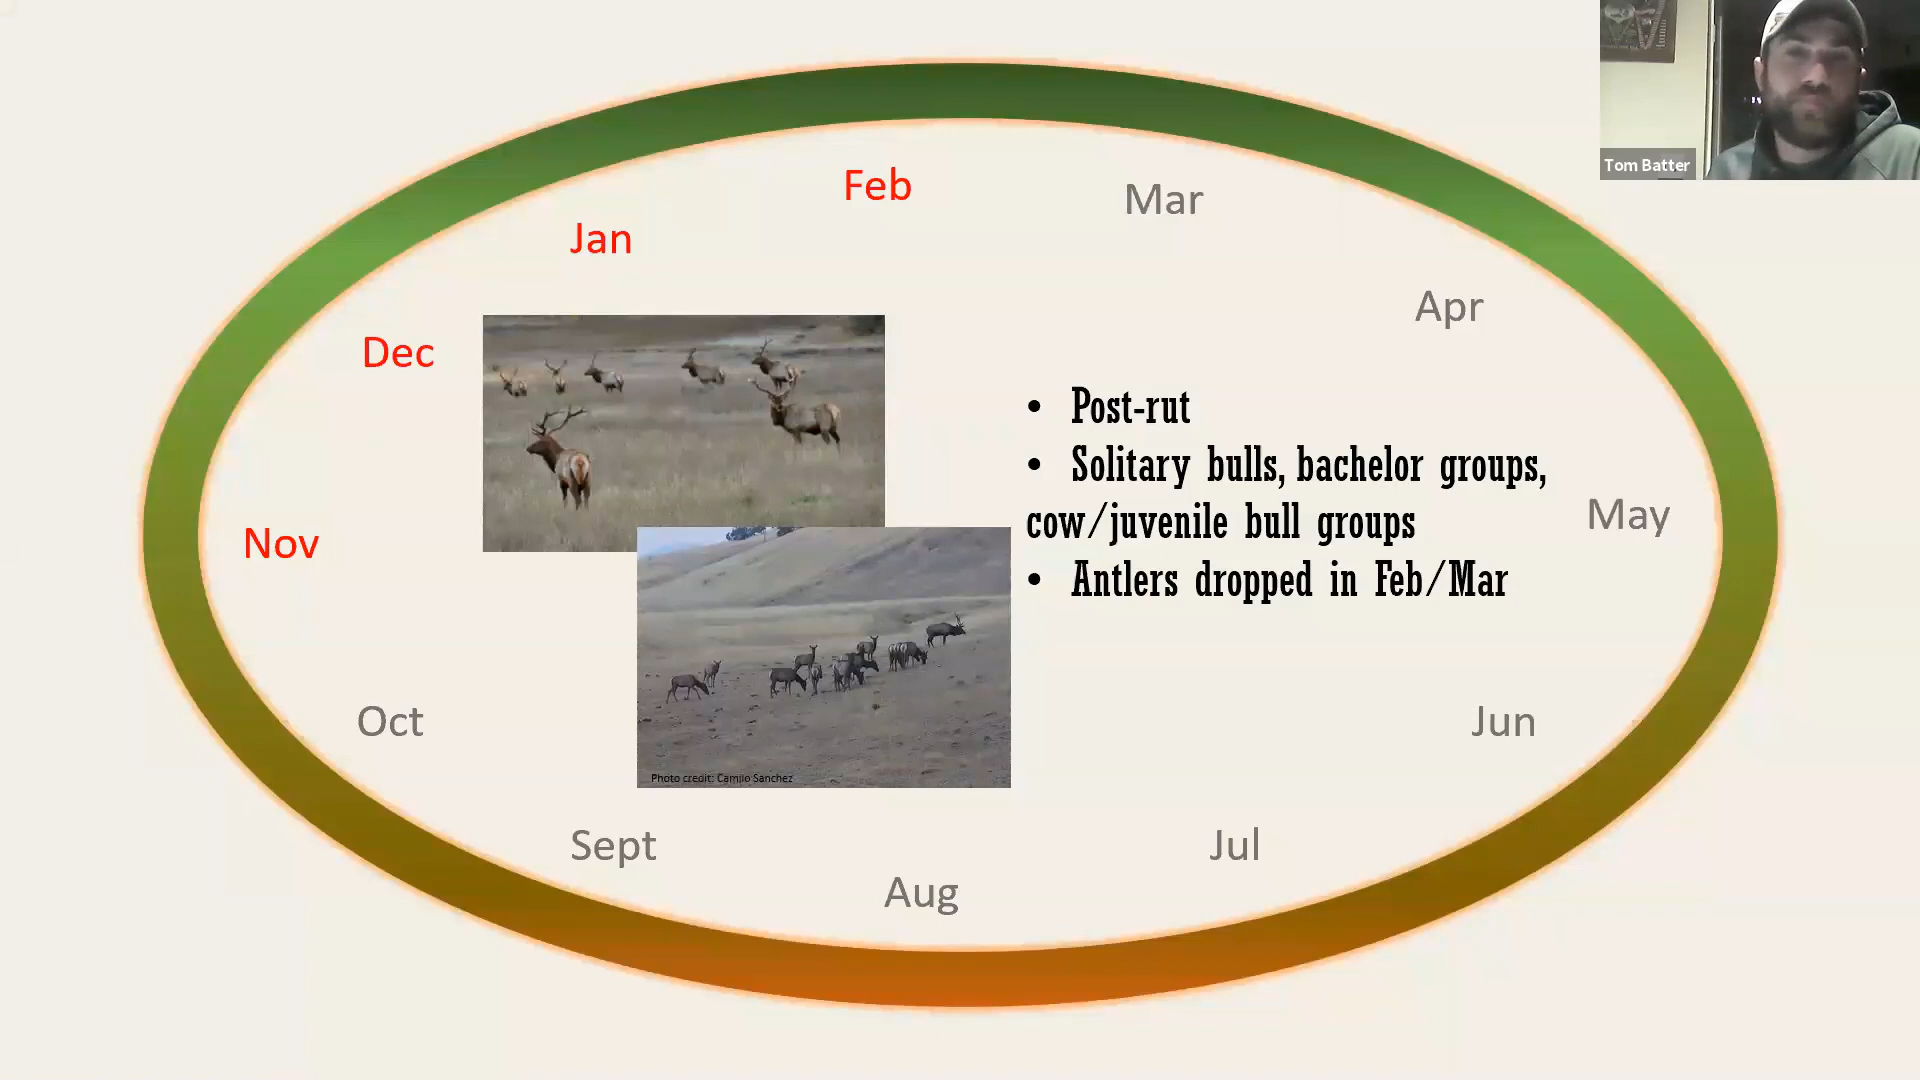 Tom Batter
Feb
Mar
Jan
Apr
Dec
• Post-rut
• Solitary bulls, bachelor groups,
cow/juvenile bull groups
• Antlers dropped in Feb/Mar
May
Nov
Oct
Jun
Photo credit: Camilo Sanchez
Sept
Jul
Aug